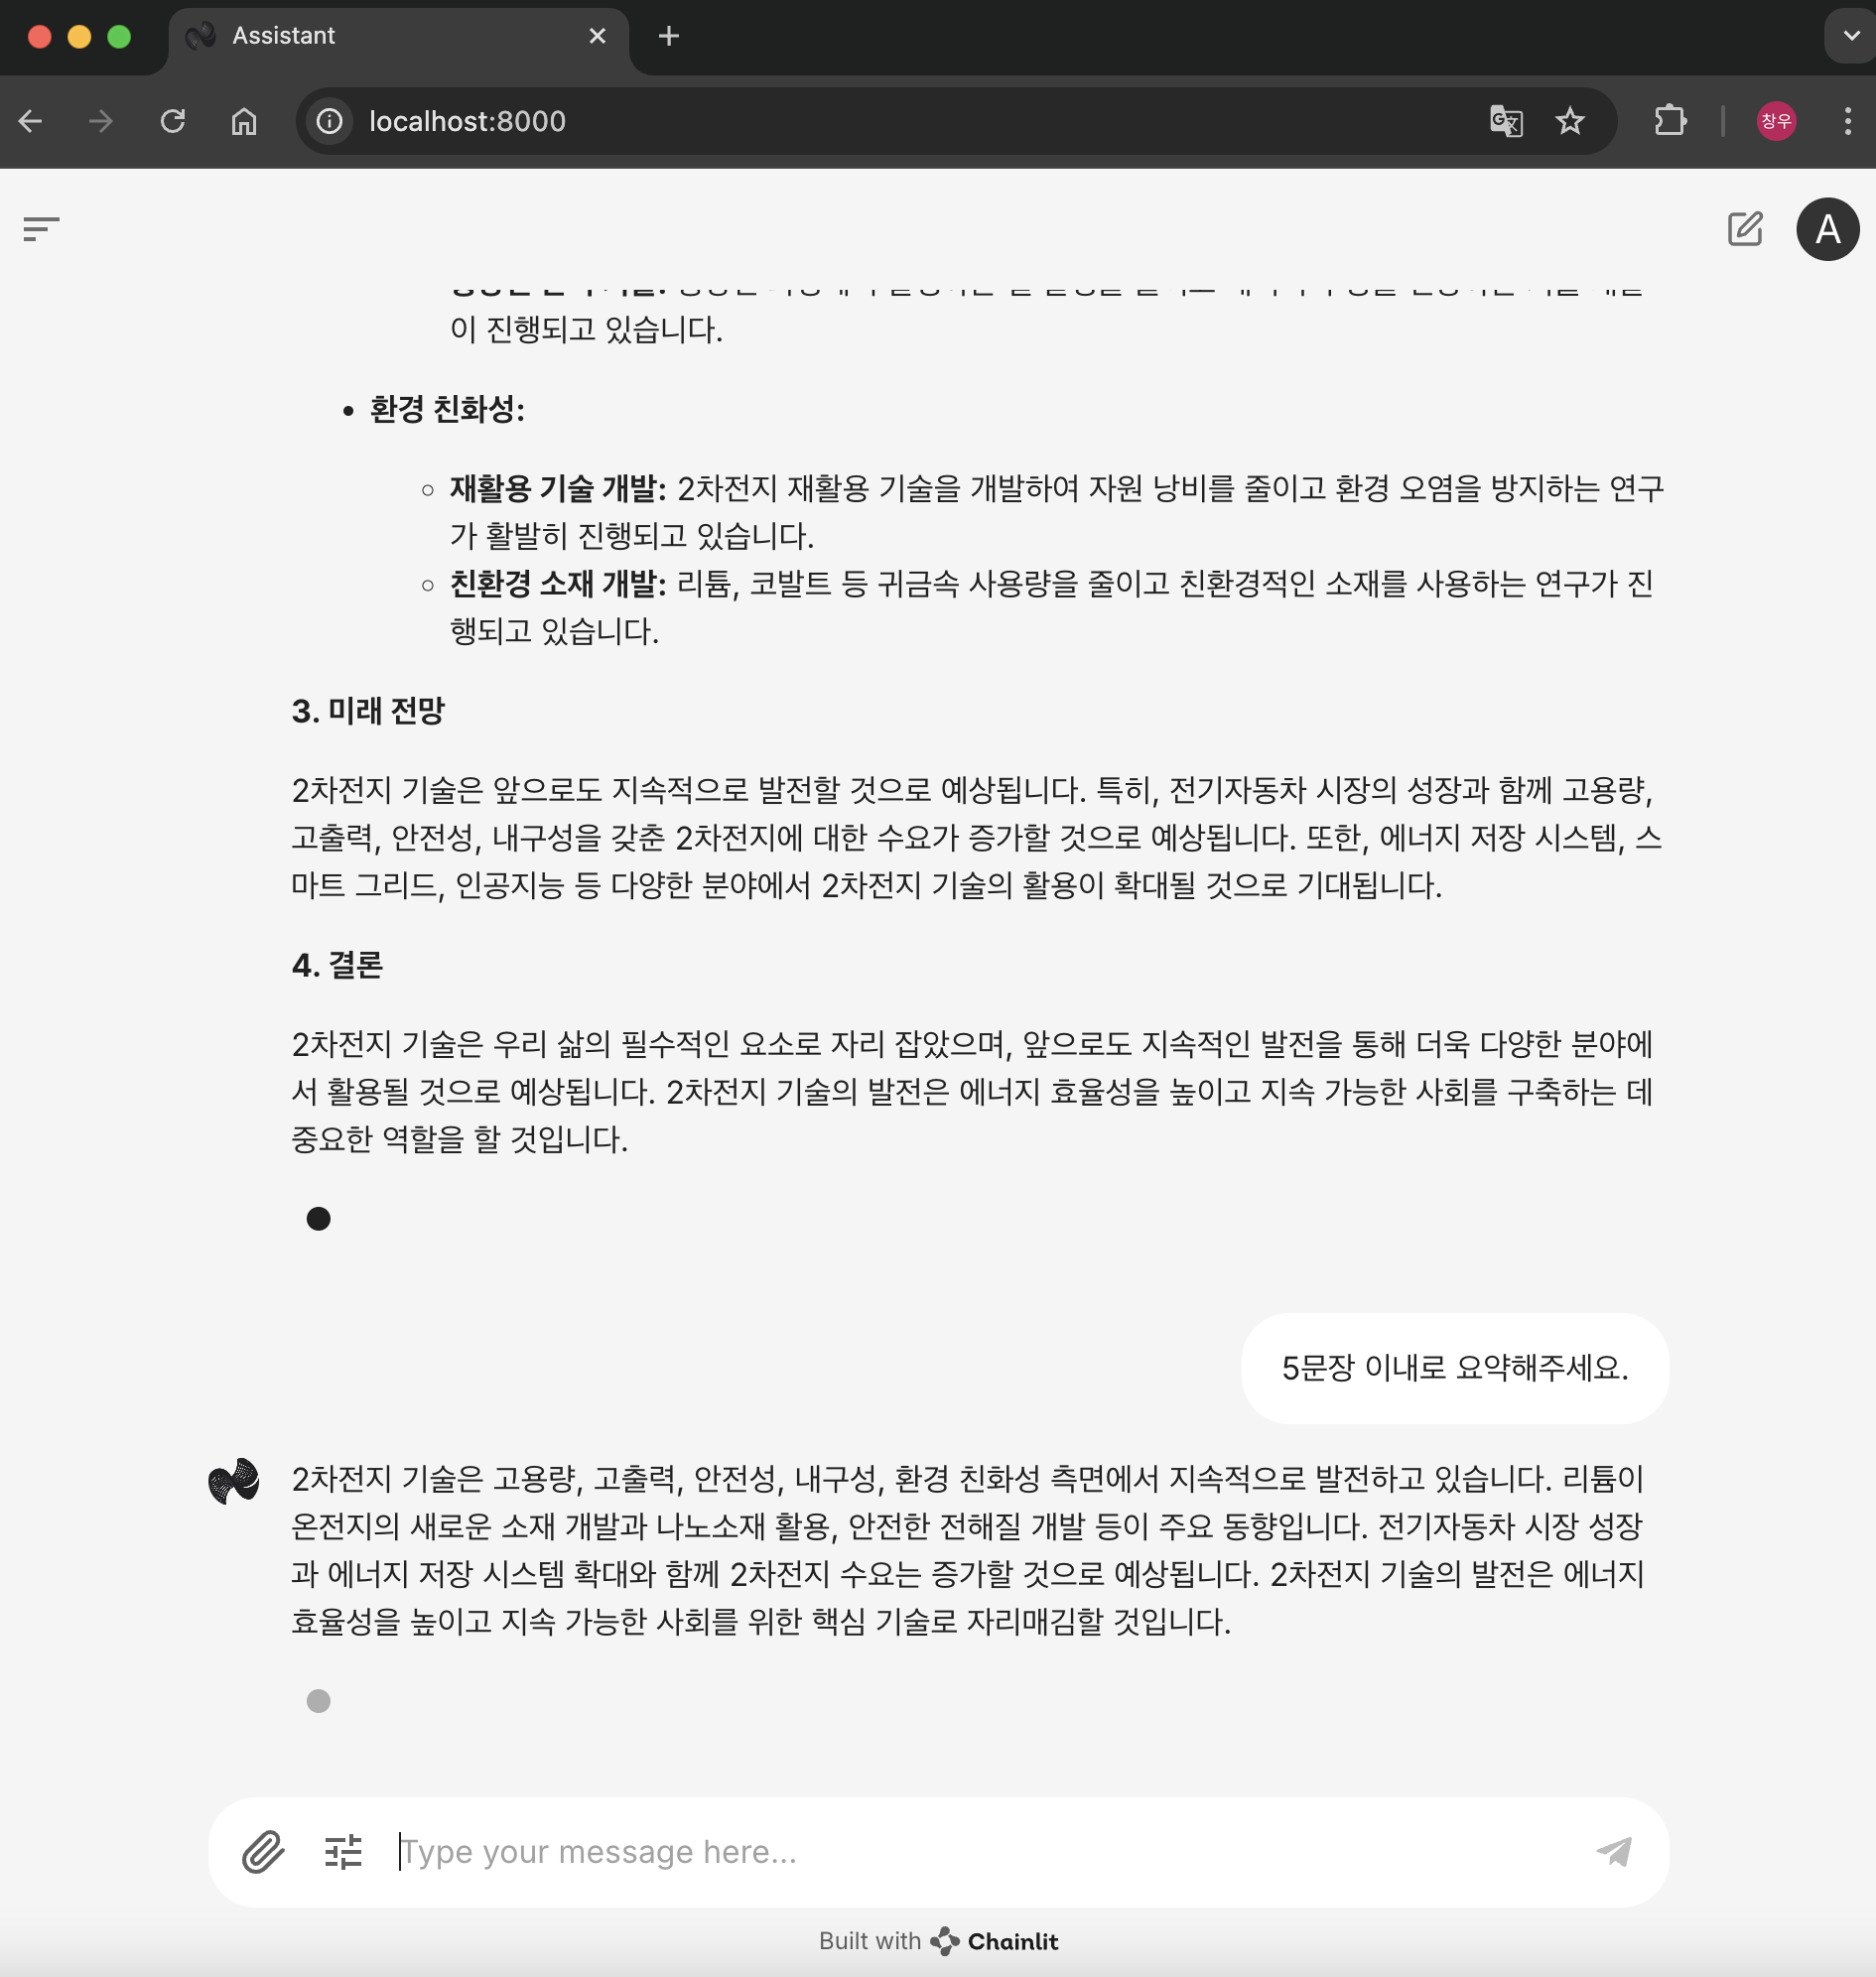 Assistant
localhost:8000
창우
A
이 진행되고 있습니다.
환경 친화성:
재활용 기술 개발: 2차전지 재활용 기술을 개발하여 자원 낭비를 줄이고 환경 오염을 방지하는 연구
가 활발히 진행되고 있습니다.
친환경 소재 개발: 리튬, 코발트 등 귀금속 사용량을 줄이고 친환경적인 소재를 사용하는 연구가 진
행되고 있습니다.
3. 미래 전망
2차전지 기술은 앞으로도 지속적으로 발전할 것으로 예상됩니다. 특히, 전기자동차 시장의 성장과 함께 고용량,
고출력, 안전성, 내구성을 갖춘 2차전지에 대한 수요가 증가할 것으로 예상됩니다. 또한, 에너지 저장 시스템, 스
마트 그리드, 인공지능 등 다양한 분야에서 2차전지 기술의 활용이 확대될 것으로 기대됩니다.
4. 결론
2차전지 기술은 우리 삶의 필수적인 요소로 자리 잡았으며, 앞으로도 지속적인 발전을 통해 더욱 다양한 분야에
서 활용될 것으로 예상됩니다. 2차전지 기술의 발전은 에너지 효율성을 높이고 지속 가능한 사회를 구축하는 데
중요한 역할을 할 것입니다.
5문장 이내로 요약해주세요.
2차전지 기술은 고용량, 고출력, 안전성, 내구성, 환경 친화성 측면에서 지속적으로 발전하고 있습니다. 리튬이
온전지의 새로운 소재 개발과 나노소재 활용, 안전한 전해질 개발 등이 주요 동향입니다. 전기자동차 시장 성장
과 에너지 저장 시스템 확대와 함께 2차전지 수요는 증가할 것으로 예상됩니다. 2차전지 기술의 발전은 에너지
효율성을 높이고 지속 가능한 사회를 위한 핵심 기술로 자리매김할 것입니다.
Type your message here...
Built with Chainlit